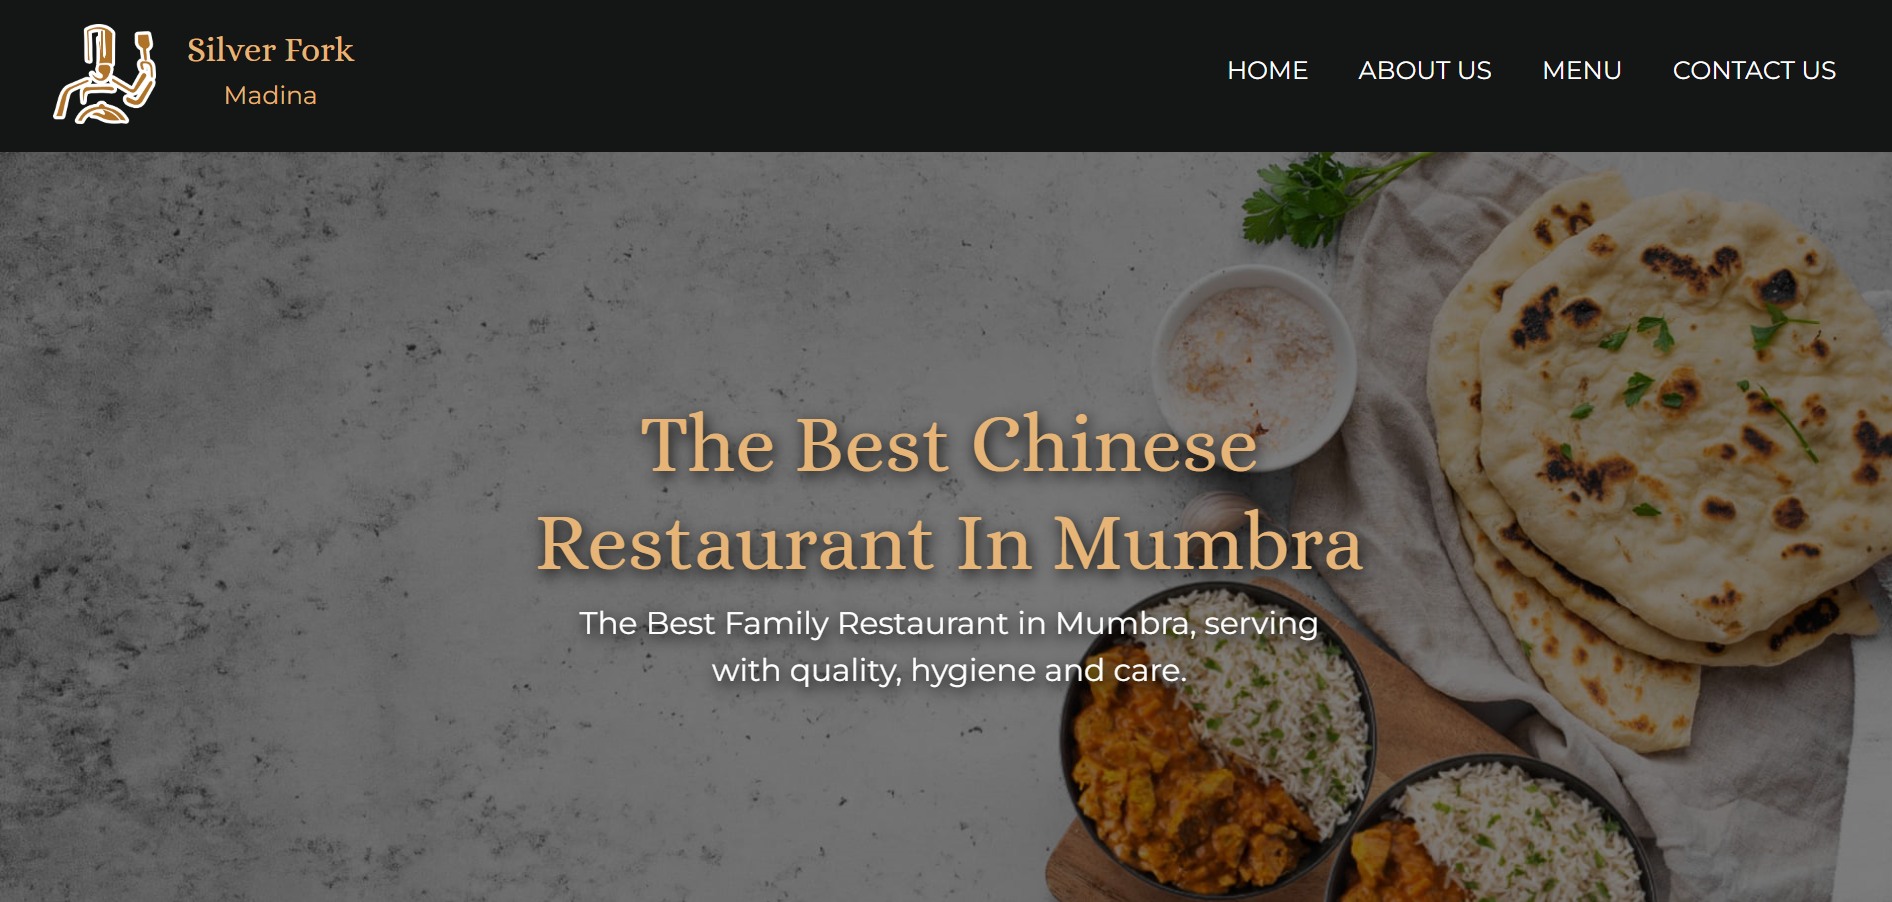 Silver Fork
Madina
HOME
ABOUT US
MENU
CONTACT US
The Best Chinese
Restaurant In Mumbra
The Best Family Restaurant in Mumbra, serving
with quality, hygiene and care.